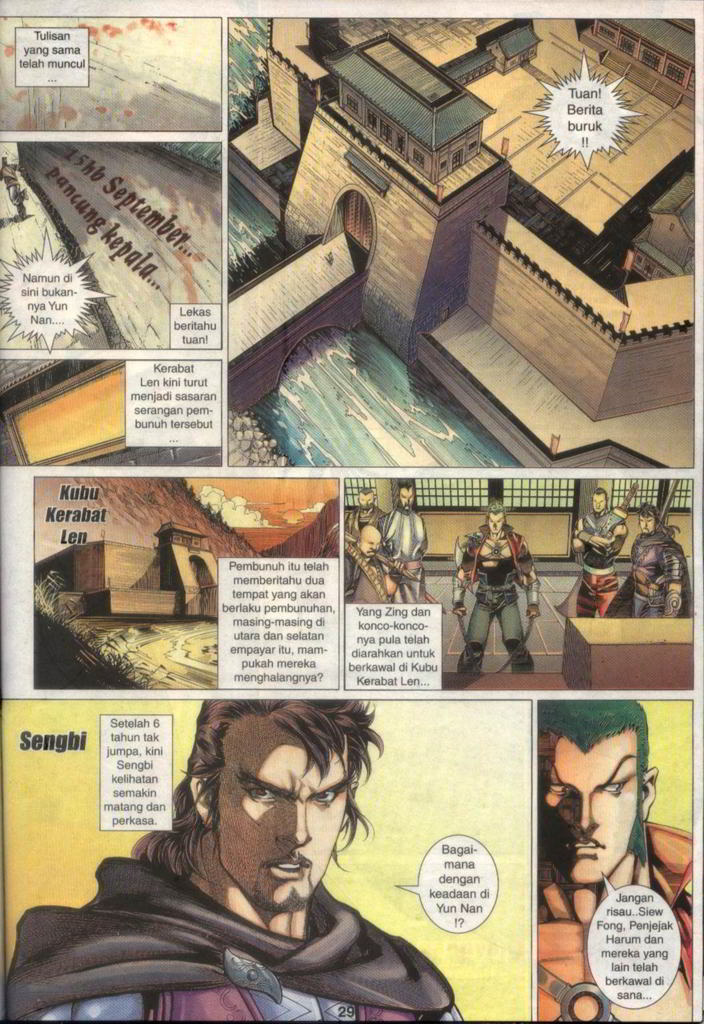 Tulisan
yang sama
telah muncul
...
15hb September...
pancung kepala...
Namun di
sini bukan-
nya Yun
Nan....
Lekas
beritahu
tuan!
Tuan!
Berita
buruk
!!
Kerabat
Len kini turut
menjadi sasaran
serangan pem-
bunuh tersebut
...
Kubu
Kerabat
Len
Pembunuh itu telah
memberitahu dua
tempat yang akan
berlaku pembunuhan,
masing-masing di
utara dan selatan
empayar itu, mam-
pukah mereka
menghalangnya?
Yang Zing dan
konco-konco-
nya pula telah
diarahkan untuk
berkawal di Kubu
Kerabat Len...
Sengbi
Setelah 6
tahun tak
jumpa, kini
Sengbi
kelihatan
semakin
matang dan
perkasa.
Bagai-
mana
dengan
keadaan di
Yun Nan
!?
Jangan
risau..Siew
Fong, Penjejak
Harum dan
mereka yang
lain telah
berkawal di
sana...
29